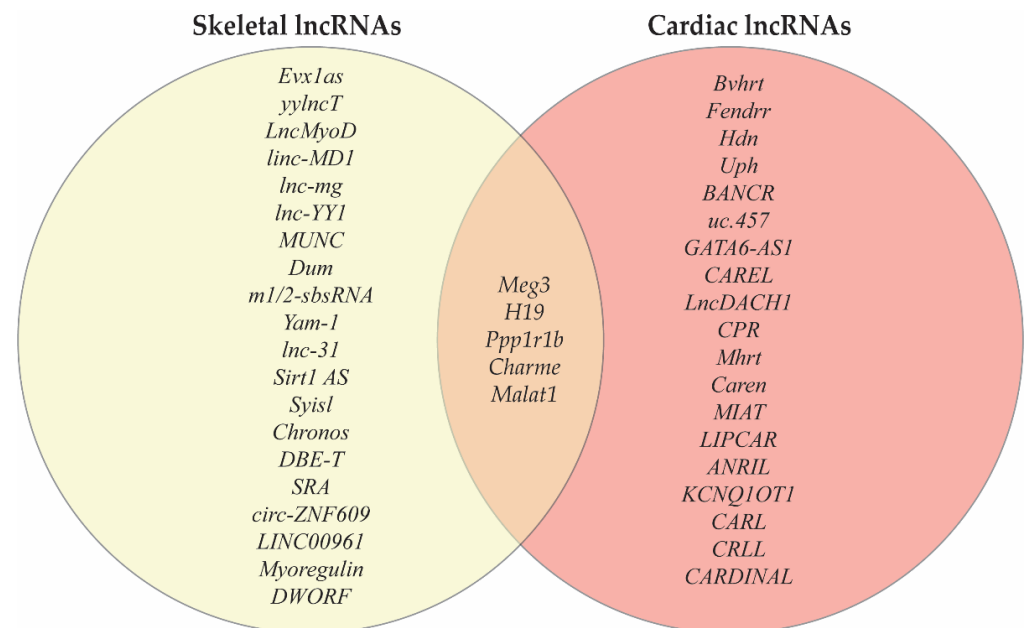 Skeletal lncRNAs
Cardiac lncRNAs
Evx1as
yylncT
LncMyoD
linc-MD1
lnc-mg
lnc-YY1
MUNC
Dum
m1/2-sbsRNA
Yam-1
lnc-31
Sirt1 AS
Syisl
Chronos
DBE-T
SRA
circ-ZNF609
LINC00961
Myoregulin
DWORF
Meg3
H19
Ppp1r1b
Charme
Malat1
Bvhrt
Fendrr
Hdn
Uph
BANCR
uc.457
GATA6-AS1
CAREL
LncDACH1
CPR
Mhrt
Caren
MIAT
LIPCAR
ANRIL
KCNQ1OT1
CARL
CRLL
CARDINAL